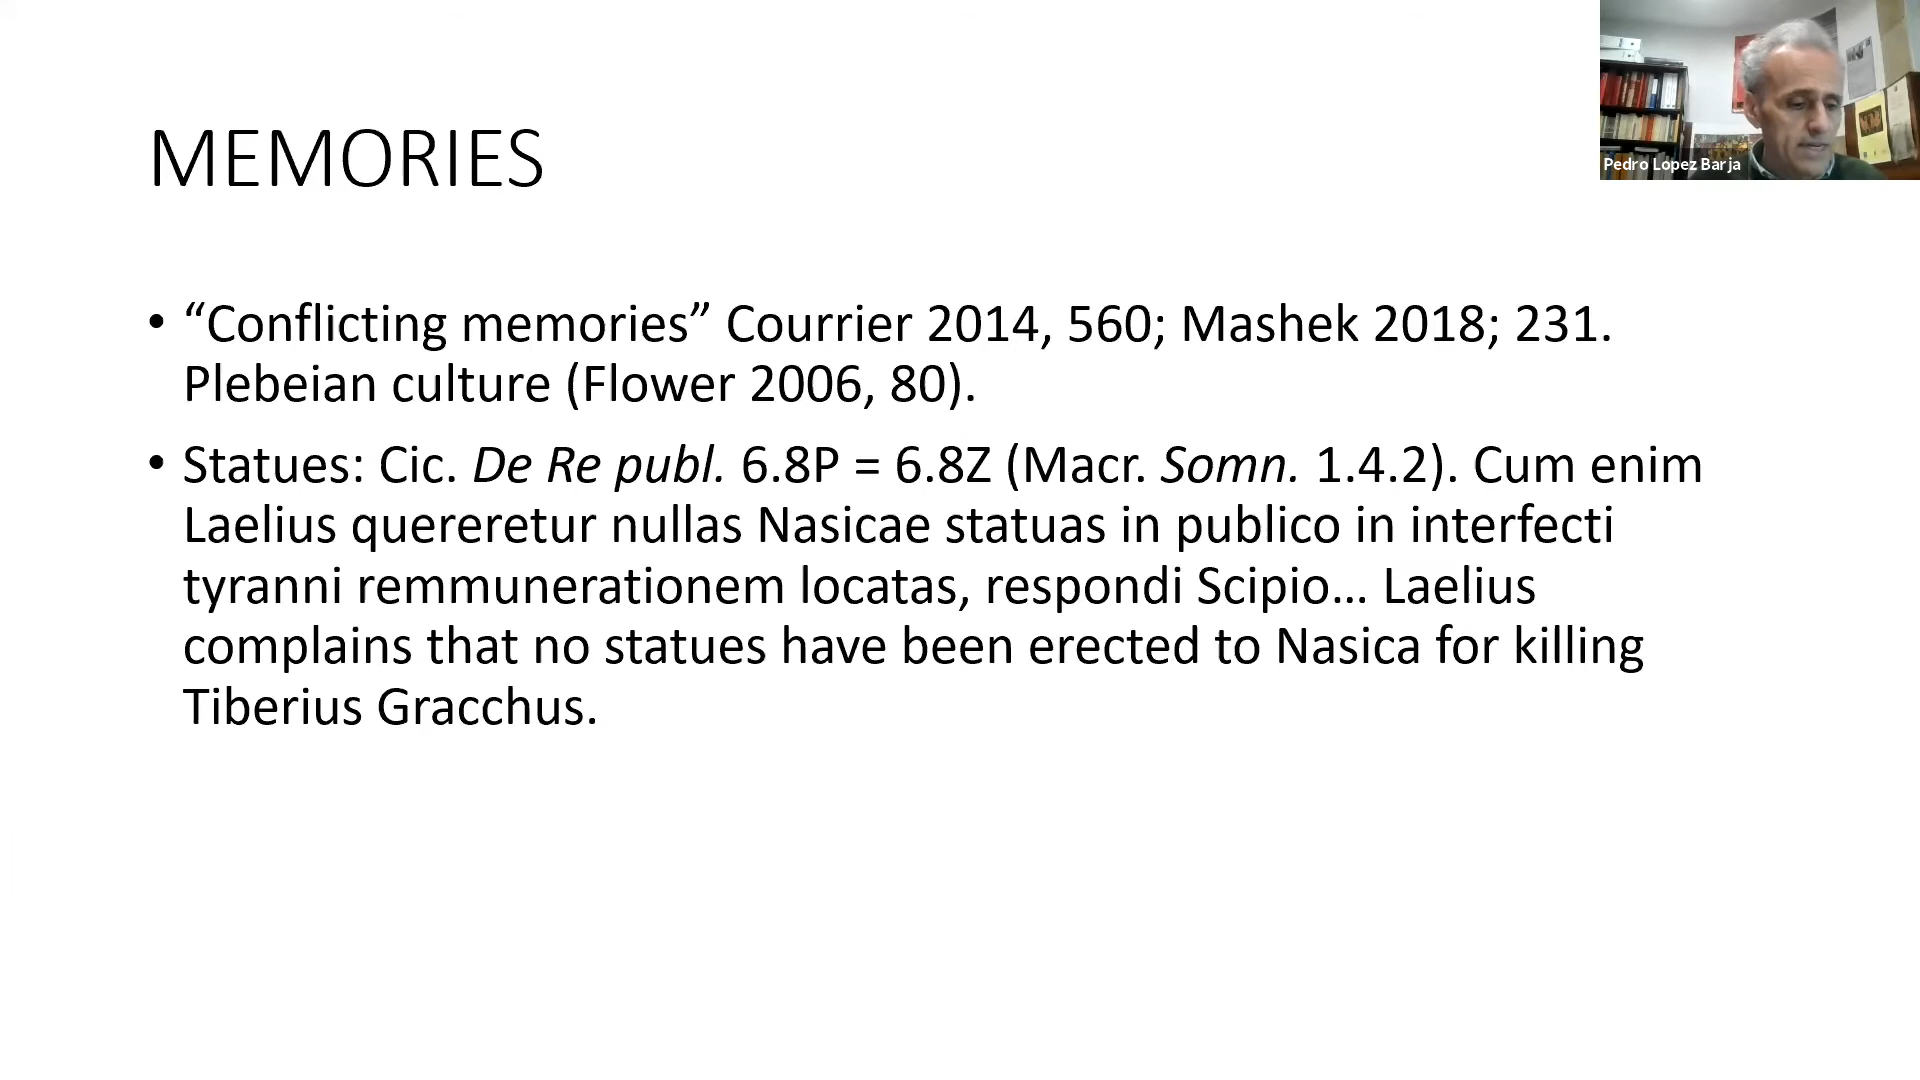 MEMORIES
Pedro Lopez Barja
• “Conflicting memories” Courrier 2014, 560; Mashek 2018; 231.
Plebeian culture (Flower 2006, 80).
• Statues: Cic. De Re publ. 6.8P = 6.8Z (Macr. Somn. 1.4.2). Cum enim
Laelius quereretur nullas Nasicae statuas in publico in interfecti
tyranni remmunerationem locatas, respondi Scipio… Laelius
complains that no statues have been erected to Nasica for killing
Tiberius Gracchus.